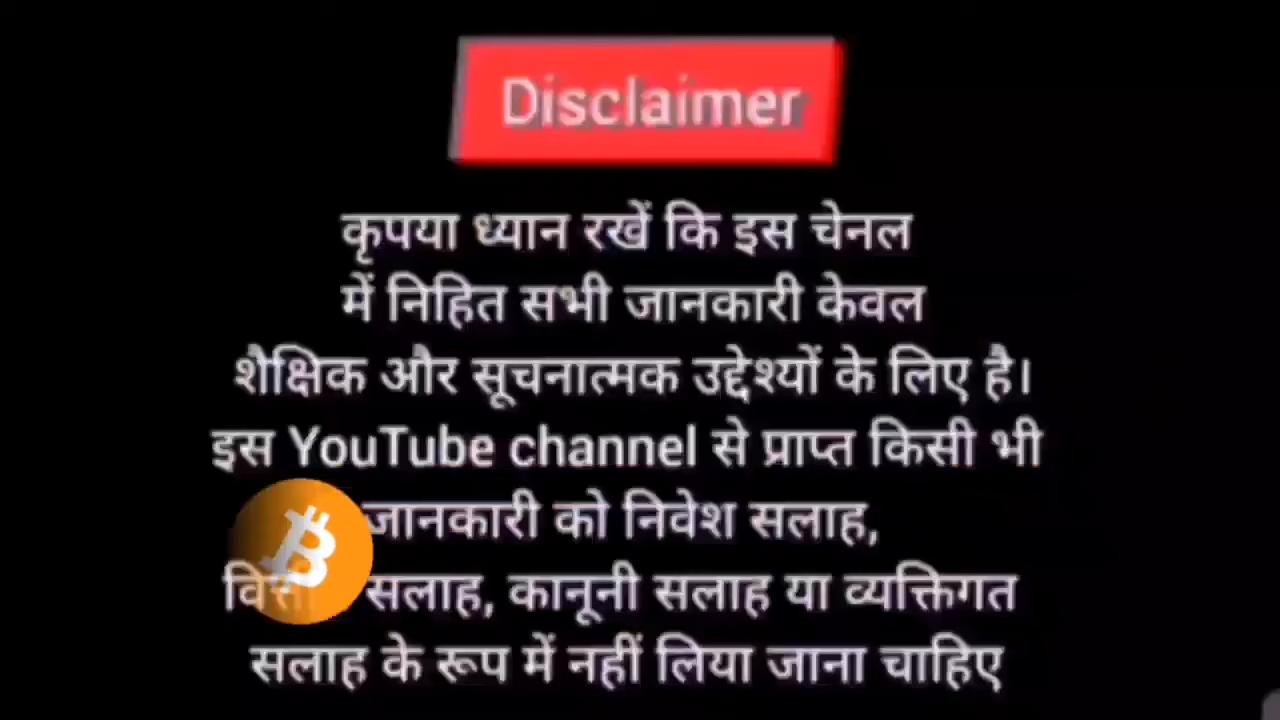 Disclaimer
कृपया ध्यान रखें कि इस चेनल
में निहित सभी जानकारी केवल
शैक्षिक और सूचनात्मक उद्देश्यों के लिए है।
इस YouTube channel से प्राप्त किसी भी
जानकारी को निवेश सलाह,
सलाह, कानूनी सलाह या व्यक्तिगत
सलाह के रूप में नहीं लिया जाना चाहिए